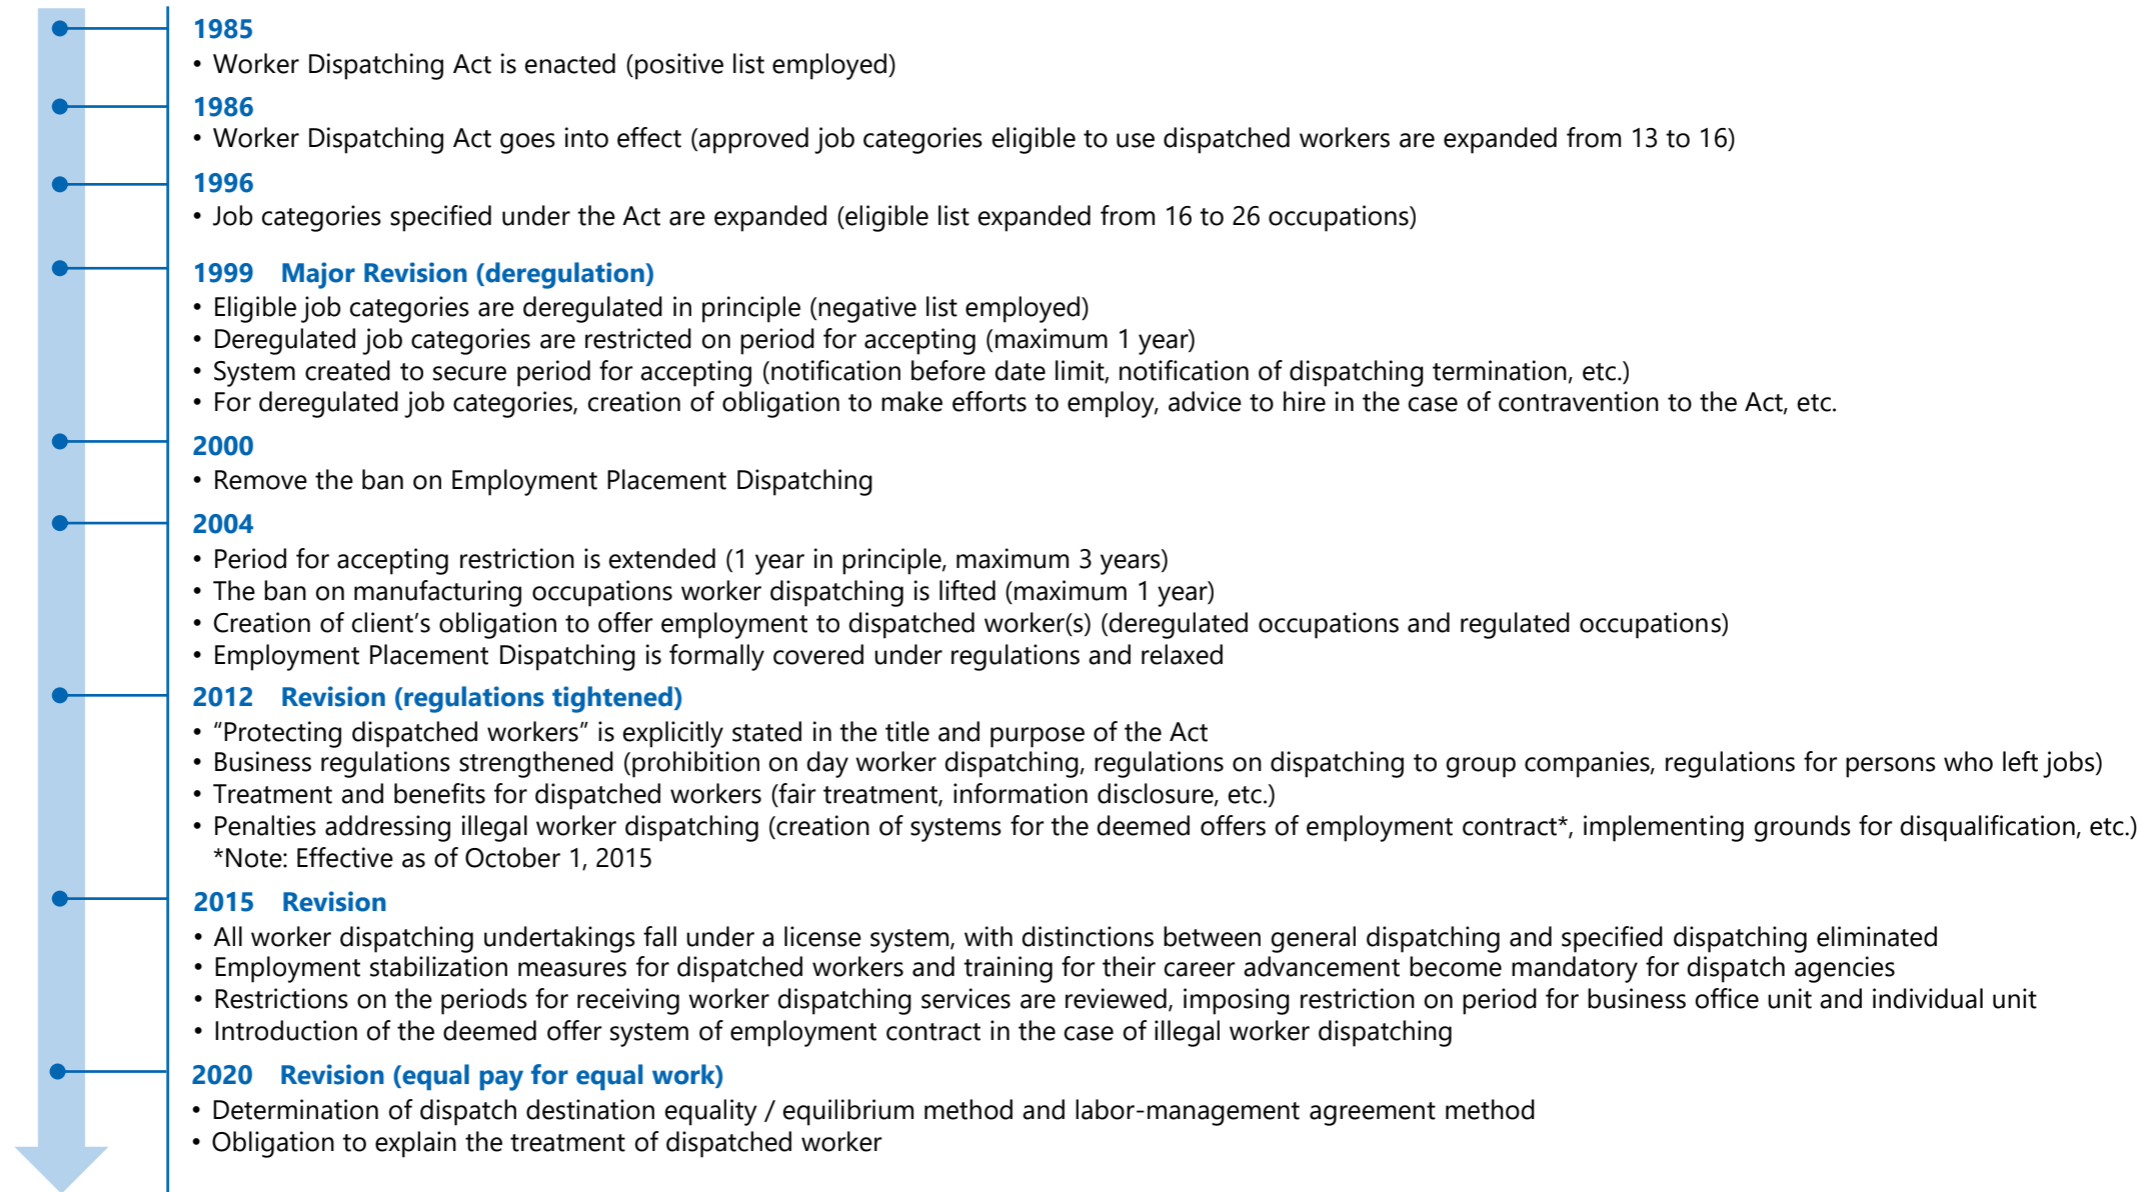 1985
• Worker Dispatching Act is enacted (positive list employed)
1986
• Worker Dispatching Act goes into effect (approved job categories eligible to use dispatched workers are expanded from 13 to 16)
1996
• Job categories specified under the Act are expanded (eligible list expanded from 16 to 26 occupations)
1999 Major Revision (deregulation)
• Eligible job categories are deregulated in principle (negative list employed)
• Deregulated job categories are restricted on period for accepting (maximum 1 year)
• System created to secure period for accepting (notification before date limit, notification of dispatching termination, etc.)
• For deregulated job categories, creation of obligation to make efforts to employ, advice to hire in the case of contravention to the Act, etc.
2000
• Remove the ban on Employment Placement Dispatching
2004
• Period for accepting restriction is extended (1 year in principle, maximum 3 years)
• The ban on manufacturing occupations worker dispatching is lifted (maximum 1 year)
• Creation of client’s obligation to offer employment to dispatched worker(s) (deregulated occupations and regulated occupations)
• Employment Placement Dispatching is formally covered under regulations and relaxed
2012 Revision (regulations tightened)
• “Protecting dispatched workers” is explicitly stated in the title and purpose of the Act
• Business regulations strengthened (prohibition on day worker dispatching, regulations on dispatching to group companies, regulations for persons who left jobs)
• Treatment and benefits for dispatched workers (fair treatment, information disclosure, etc.)
• Penalties addressing illegal worker dispatching (creation of systems for the deemed offers of employment contract*, implementing grounds for disqualification, etc.)
*Note: Effective as of October 1, 2015
2015 Revision
• All worker dispatching undertakings fall under a license system, with distinctions between general dispatching and specified dispatching eliminated
• Employment stabilization measures for dispatched workers and training for their career advancement become mandatory for dispatch agencies
• Restrictions on the periods for receiving worker dispatching services are reviewed, imposing restriction on period for business office unit and individual unit
• Introduction of the deemed offer system of employment contract in the case of illegal worker dispatching
2020 Revision (equal pay for equal work)
• Determination of dispatch destination equality / equilibrium method and labor-management agreement method
• Obligation to explain the treatment of dispatched worker